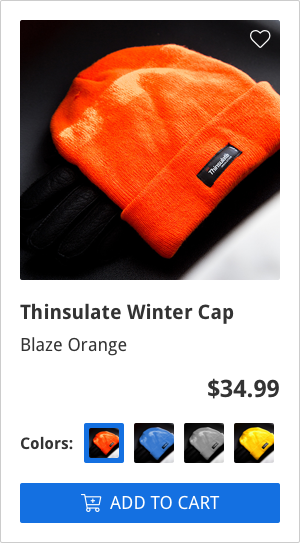 Thinsulate
Thinsulate Winter Cap
Blaze Orange
$34.99
Colors:
ADD TO CART